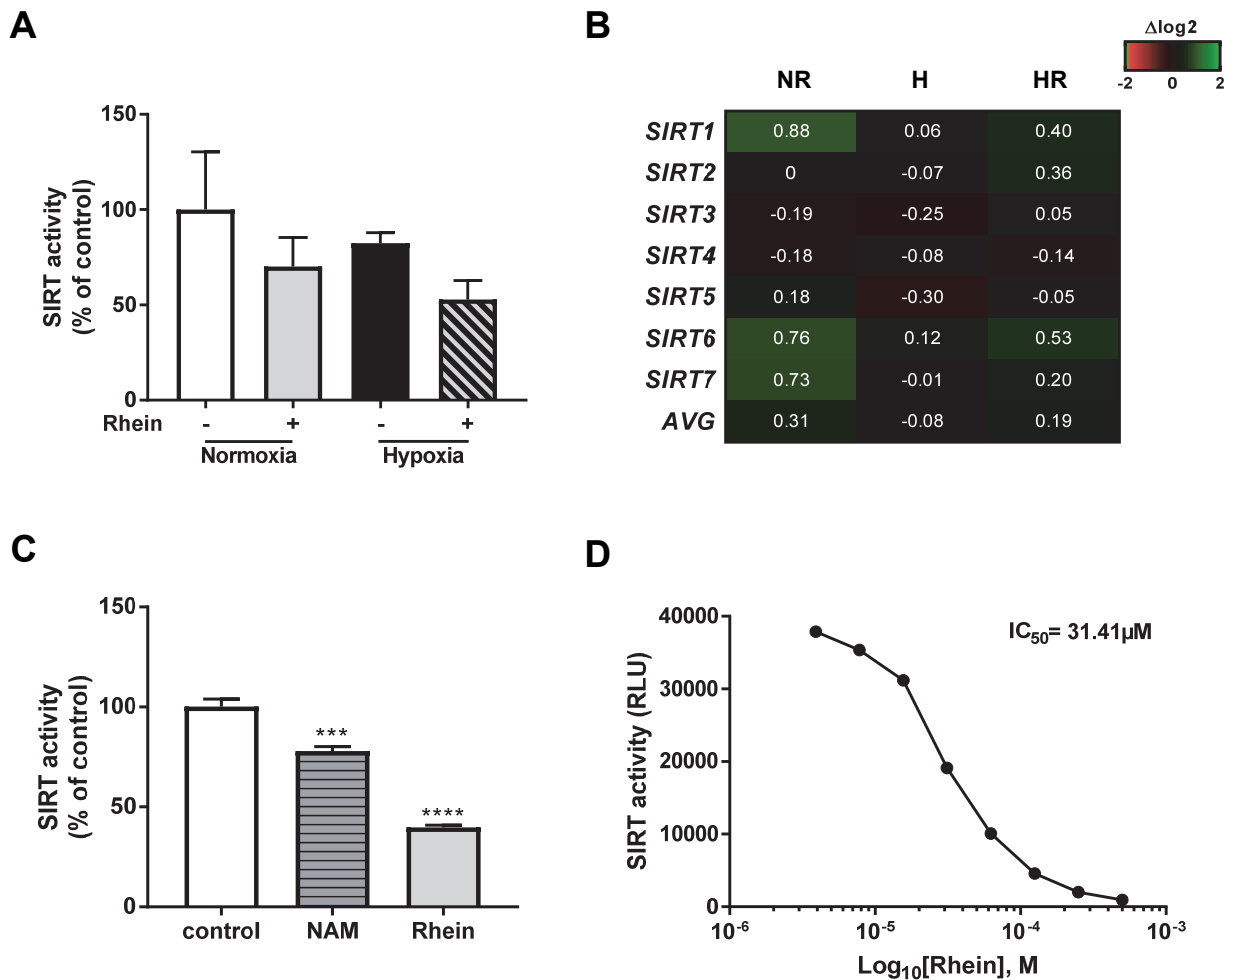 A
150
100
50
0
SIRT activity
(% of control)
Rhein - + - +
Normoxia Hypoxia
B
Δlog2
-2 0 2
NR H HR
SIRT1 0.88 0.06 0.40
SIRT2 0 -0.07 0.36
SIRT3 -0.19 -0.25 0.05
SIRT4 -0.18 -0.08 -0.14
SIRT5 0.18 -0.30 -0.05
SIRT6 0.76 0.12 0.53
SIRT7 0.73 -0.01 0.20
AVG 0.31 -0.08 0.19
C
150
100
50
0
SIRT activity
(% of control)
***
****
control NAM Rhein
D
40000
30000
20000
10000
0
SIRT activity (RLU)
IC50= 31.41µM
10-6 10-5 10-4 10-3
Log10[Rhein], M